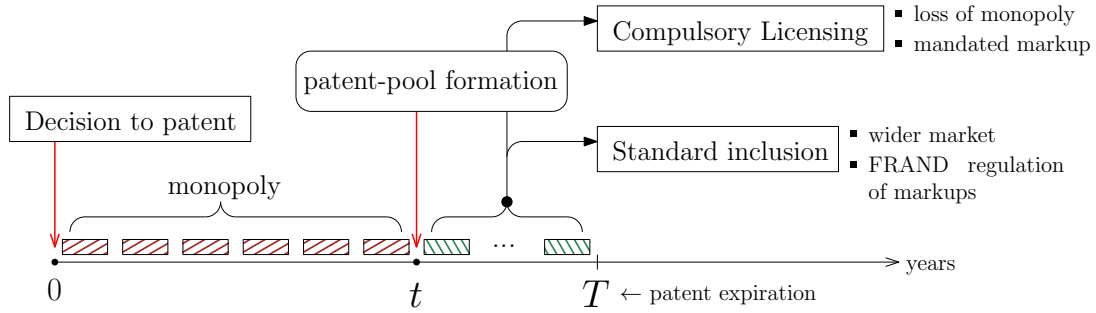 Compulsory Licensing
▪ loss of monopoly
▪ mandated markup
patent-pool formation
Decision to patent
Standard inclusion
▪ wider market
▪ FRAND regulation
of markups
monopoly
...
years
0
t
T ← patent expiration